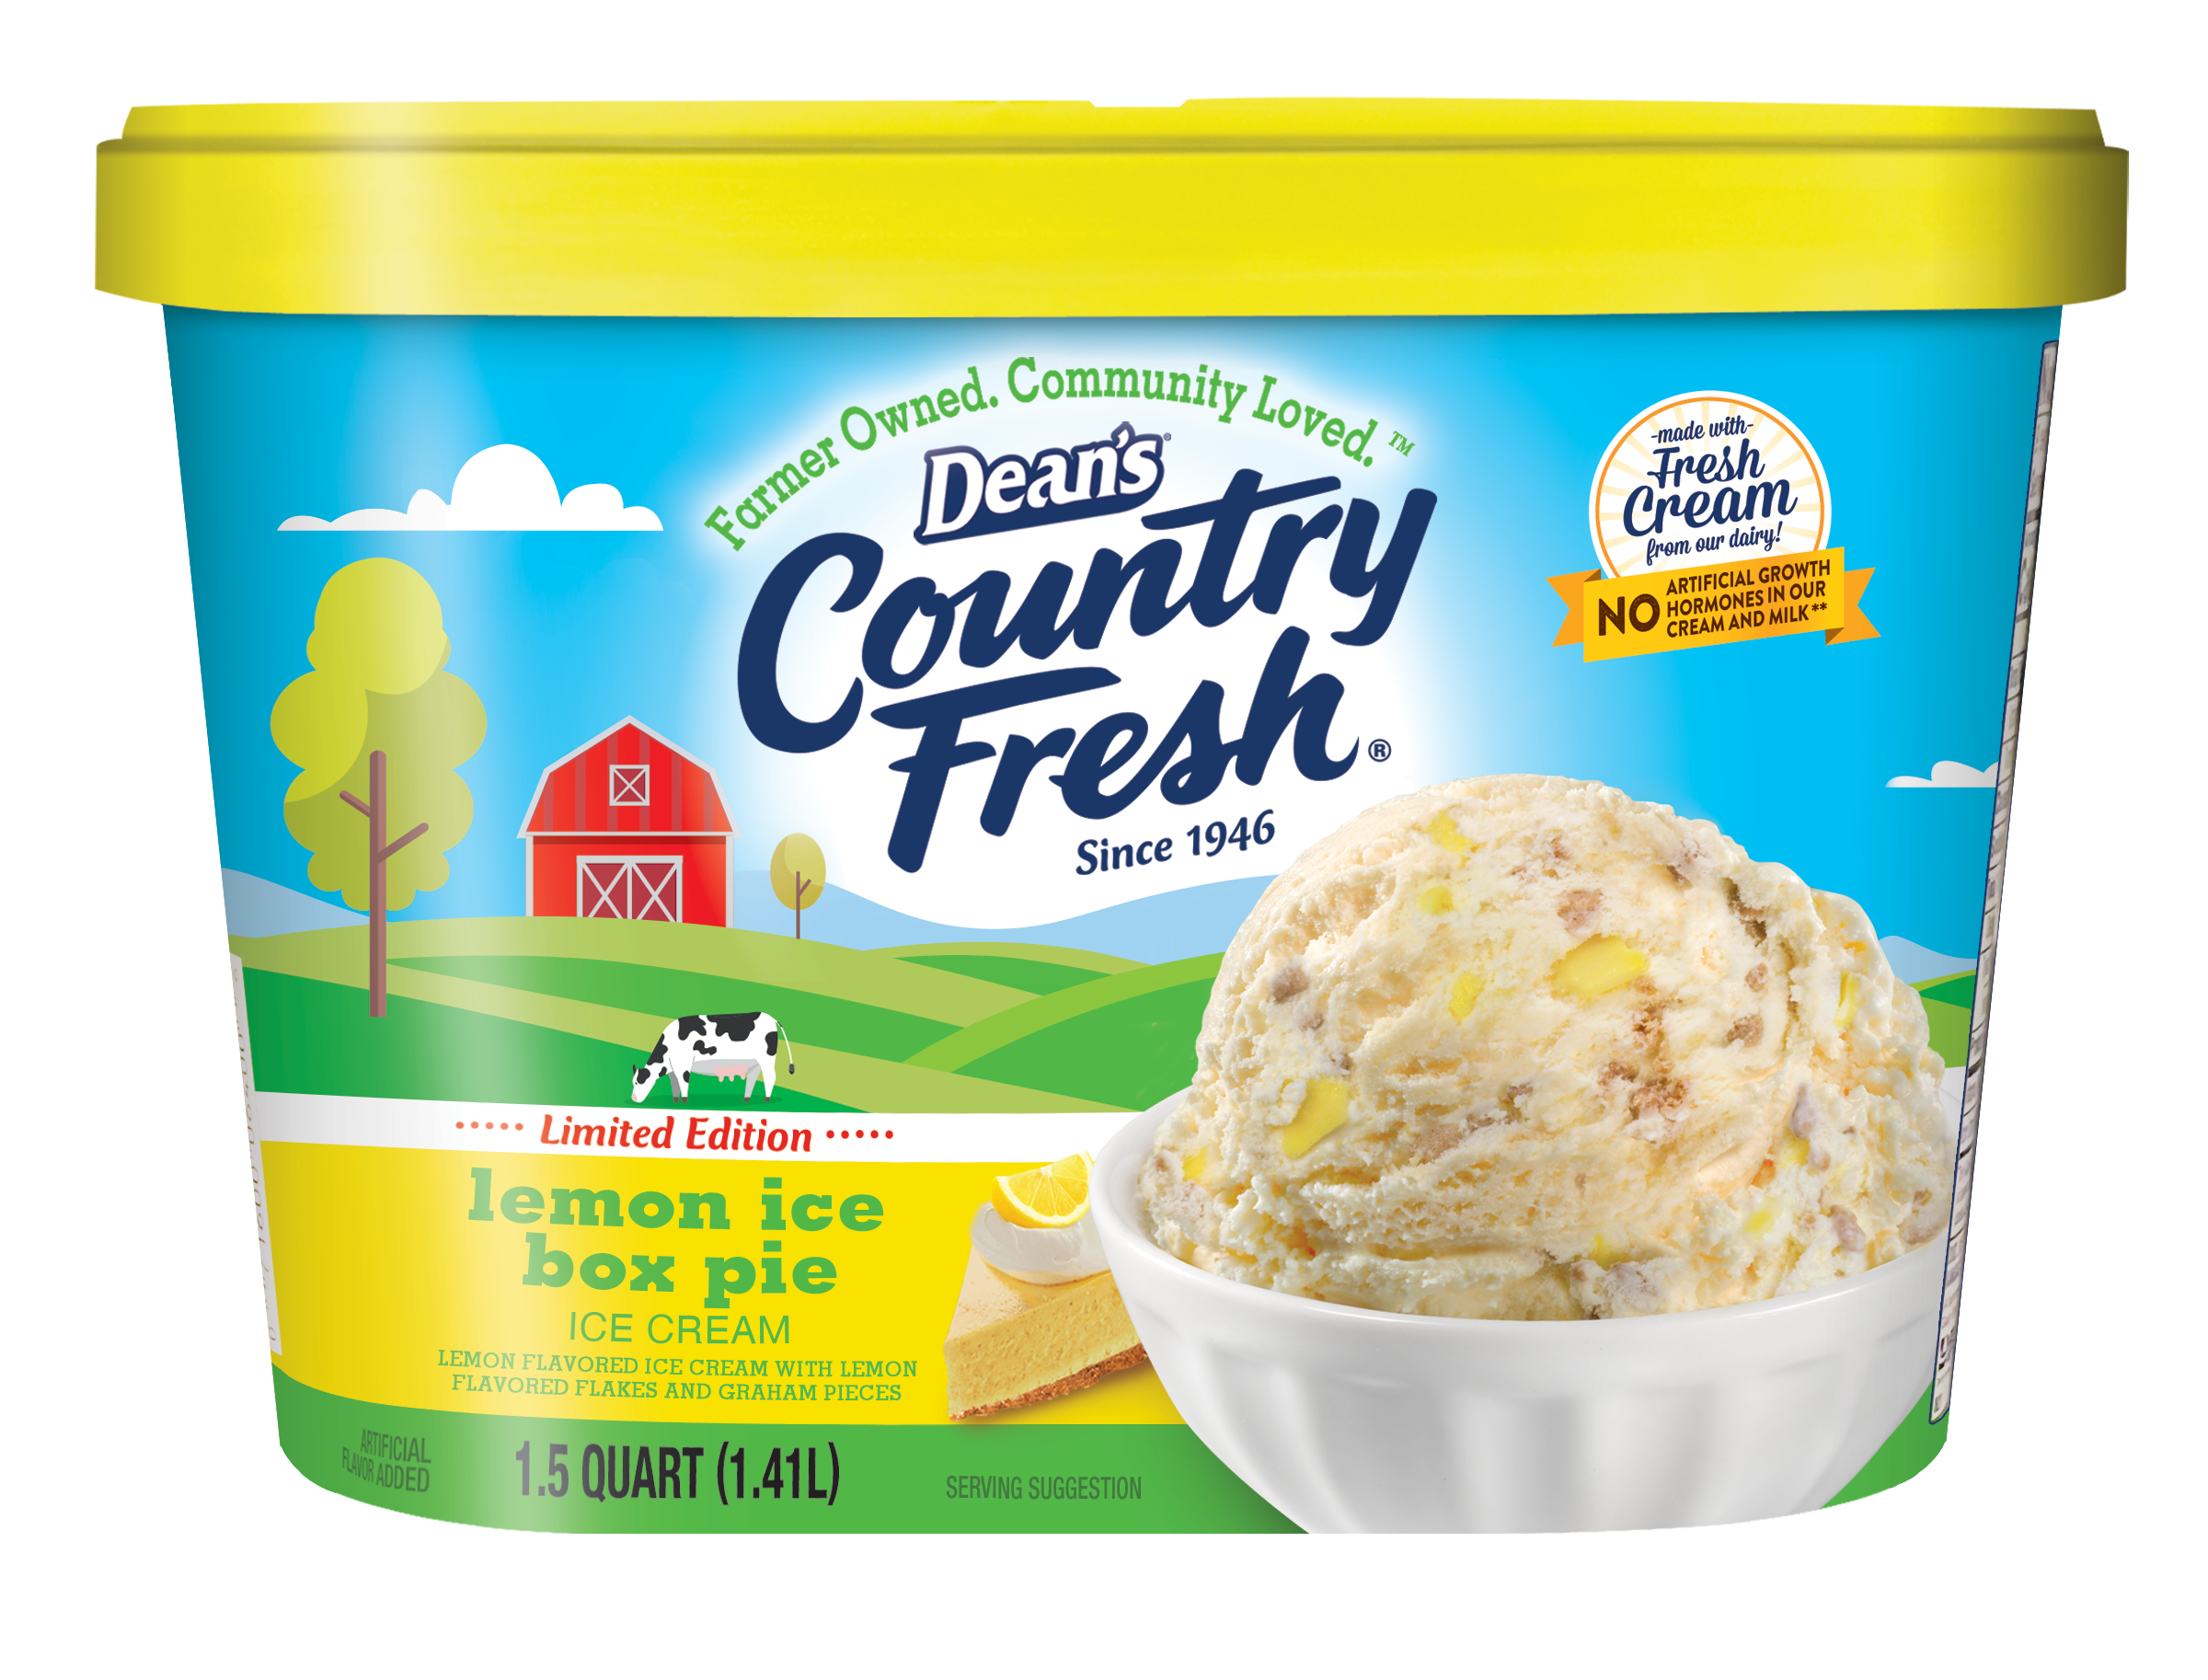 Farmer Owned. Community Loved.™
Dean's®
Country
Fresh®
Since 1946
-made with-
Fresh
Cream
from our dairy!
NO ARTIFICIAL GROWTH
HORMONES IN OUR
CREAM AND MILK**
Limited Edition
lemon ice
box pie
ICE CREAM
LEMON FLAVORED ICE CREAM WITH LEMON
FLAVORED FLAKES AND GRAHAM PIECES
ARTIFICIAL
FLAVOR ADDED
1.5 QUART (1.41L)
SERVING SUGGESTION